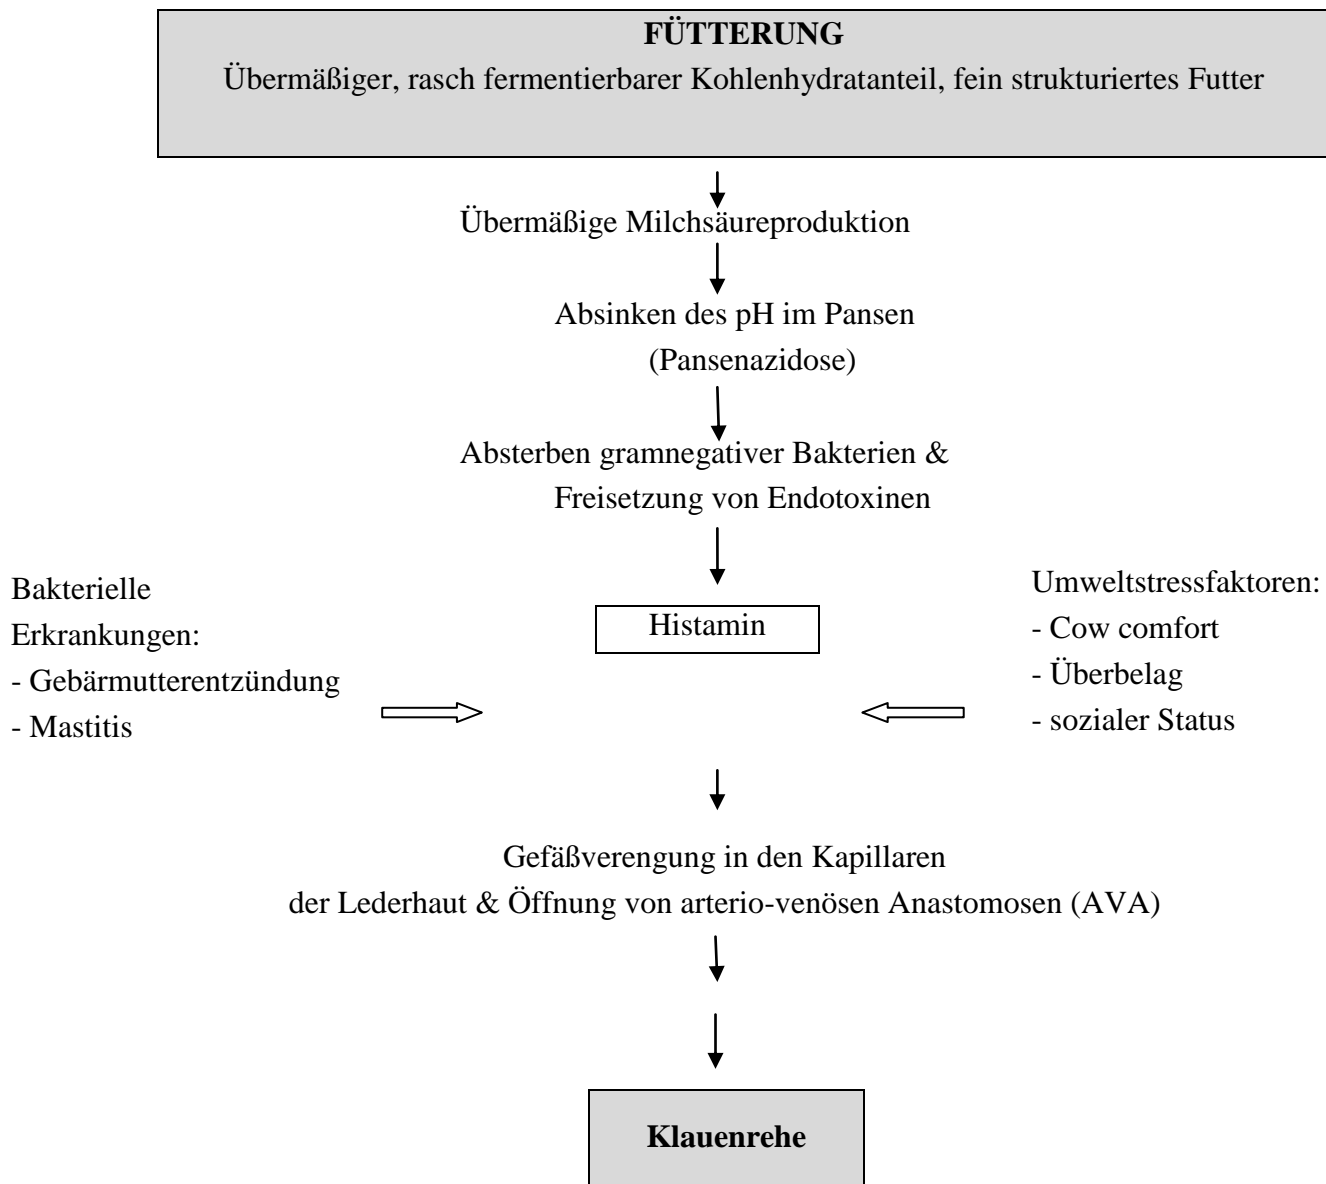 FÜTTERUNG
Übermäßiger, rasch fermentierbarer Kohlenhydratanteil, fein strukturiertes Futter
Übermäßige Milchsäureproduktion
Absinken des pH im Pansen
(Pansenazidose)
Absterben gramnegativer Bakterien &
Freisetzung von Endotoxinen
Bakterielle
Erkrankungen:
- Gebärmutterentzündung
- Mastitis
Histamin
Umweltstressfaktoren:
- Cow comfort
- Überbelag
- sozialer Status
Gefäßverengung in den Kapillaren
der Lederhaut & Öffnung von arterio-venösen Anastomosen (AVA)
Klauenrehe